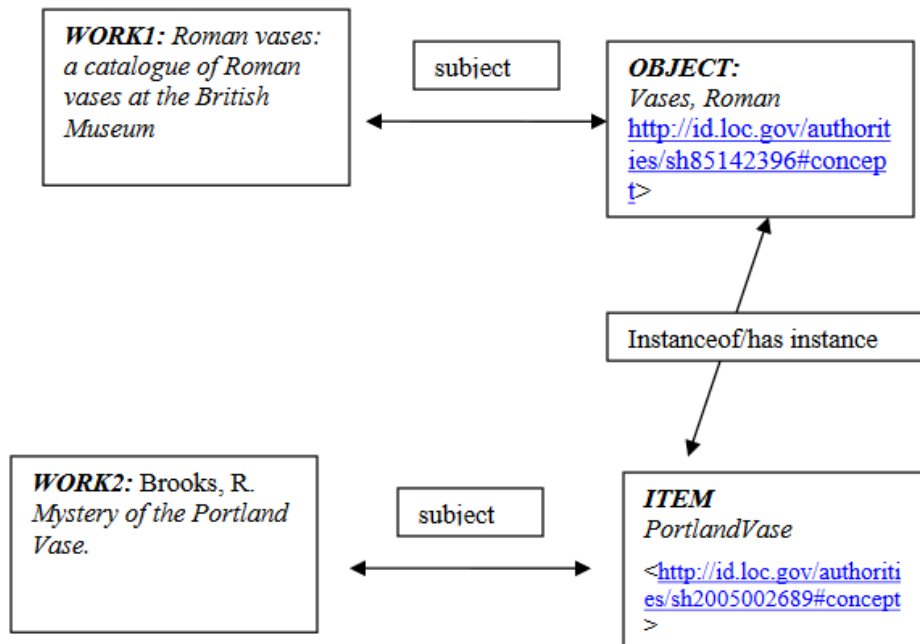 WORK1: Roman vases:
a catalogue of Roman
vases at the British
Museum
subject
OBJECT:
Vases, Roman
http://id.loc.gov/authorit
ies/sh85142396#concep
t>
Instanceof/has instance
WORK2: Brooks, R.
Mystery of the Portland
Vase.
subject
ITEM
PortlandVase
<http://id.loc.gov/authoriti
es/sh2005002689#concept
>